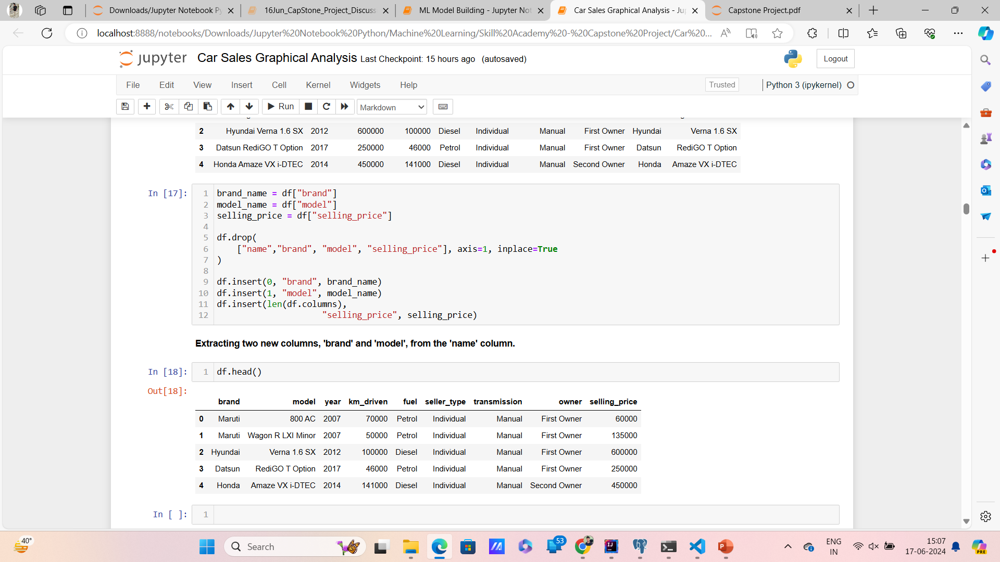 Downloads/Jupyter Notebook Py
16Jun_CapStone_Project_Discuss
ML Model Building - Jupyter Not
Car Sales Graphical Analysis - Jup
Capstone Project.pdf
localhost:8888/notebooks/Downloads/Jupyter%20Notebook%20Python/Machine%20Learning/Skill%20Academy%20-%20Capstone%20Project/Car%20...
jupyter Car Sales Graphical Analysis Last Checkpoint: 15 hours ago (autosaved)
Logout
File Edit View Insert Cell Kernel Widgets Help
Trusted Python 3 (ipykernel)
Run Markdown
2 Hyundai Verna 1.6 SX 2012 600000 100000 Diesel Individual Manual First Owner Hyundai Verna 1.6 SX
3 Datsun RediGO T Option 2017 250000 46000 Petrol Individual Manual First Owner Datsun RediGO T Option
4 Honda Amaze VX i-DTEC 2014 450000 141000 Diesel Individual Manual Second Owner Honda Amaze VX i-DTEC
In [17]:
1 brand_name = df["brand"]
2 model_name = df["model"]
3 selling_price = df["selling_price"]
4
5 df.drop(
6 ["name","brand", "model", "selling_price"], axis=1, inplace=True
7 )
8
9 df.insert(0, "brand", brand_name)
10 df.insert(1, "model", model_name)
11 df.insert(len(df.columns),
12 "selling_price", selling_price)
Extracting two new columns, 'brand' and 'model', from the 'name' column.
In [18]: 1 df.head()
Out[18]:
brand model year km_driven fuel seller_type transmission owner selling_price
0 Maruti 800 AC 2007 70000 Petrol Individual Manual First Owner 60000
1 Maruti Wagon R LXI Minor 2007 50000 Petrol Individual Manual First Owner 135000
2 Hyundai Verna 1.6 SX 2012 100000 Diesel Individual Manual First Owner 600000
3 Datsun RediGO T Option 2017 46000 Petrol Individual Manual First Owner 250000
4 Honda Amaze VX i-DTEC 2014 141000 Diesel Individual Manual Second Owner 450000
In [ ]: 1
40°
Search
53
ENG
IN
15:07
17-06-2024
PRE